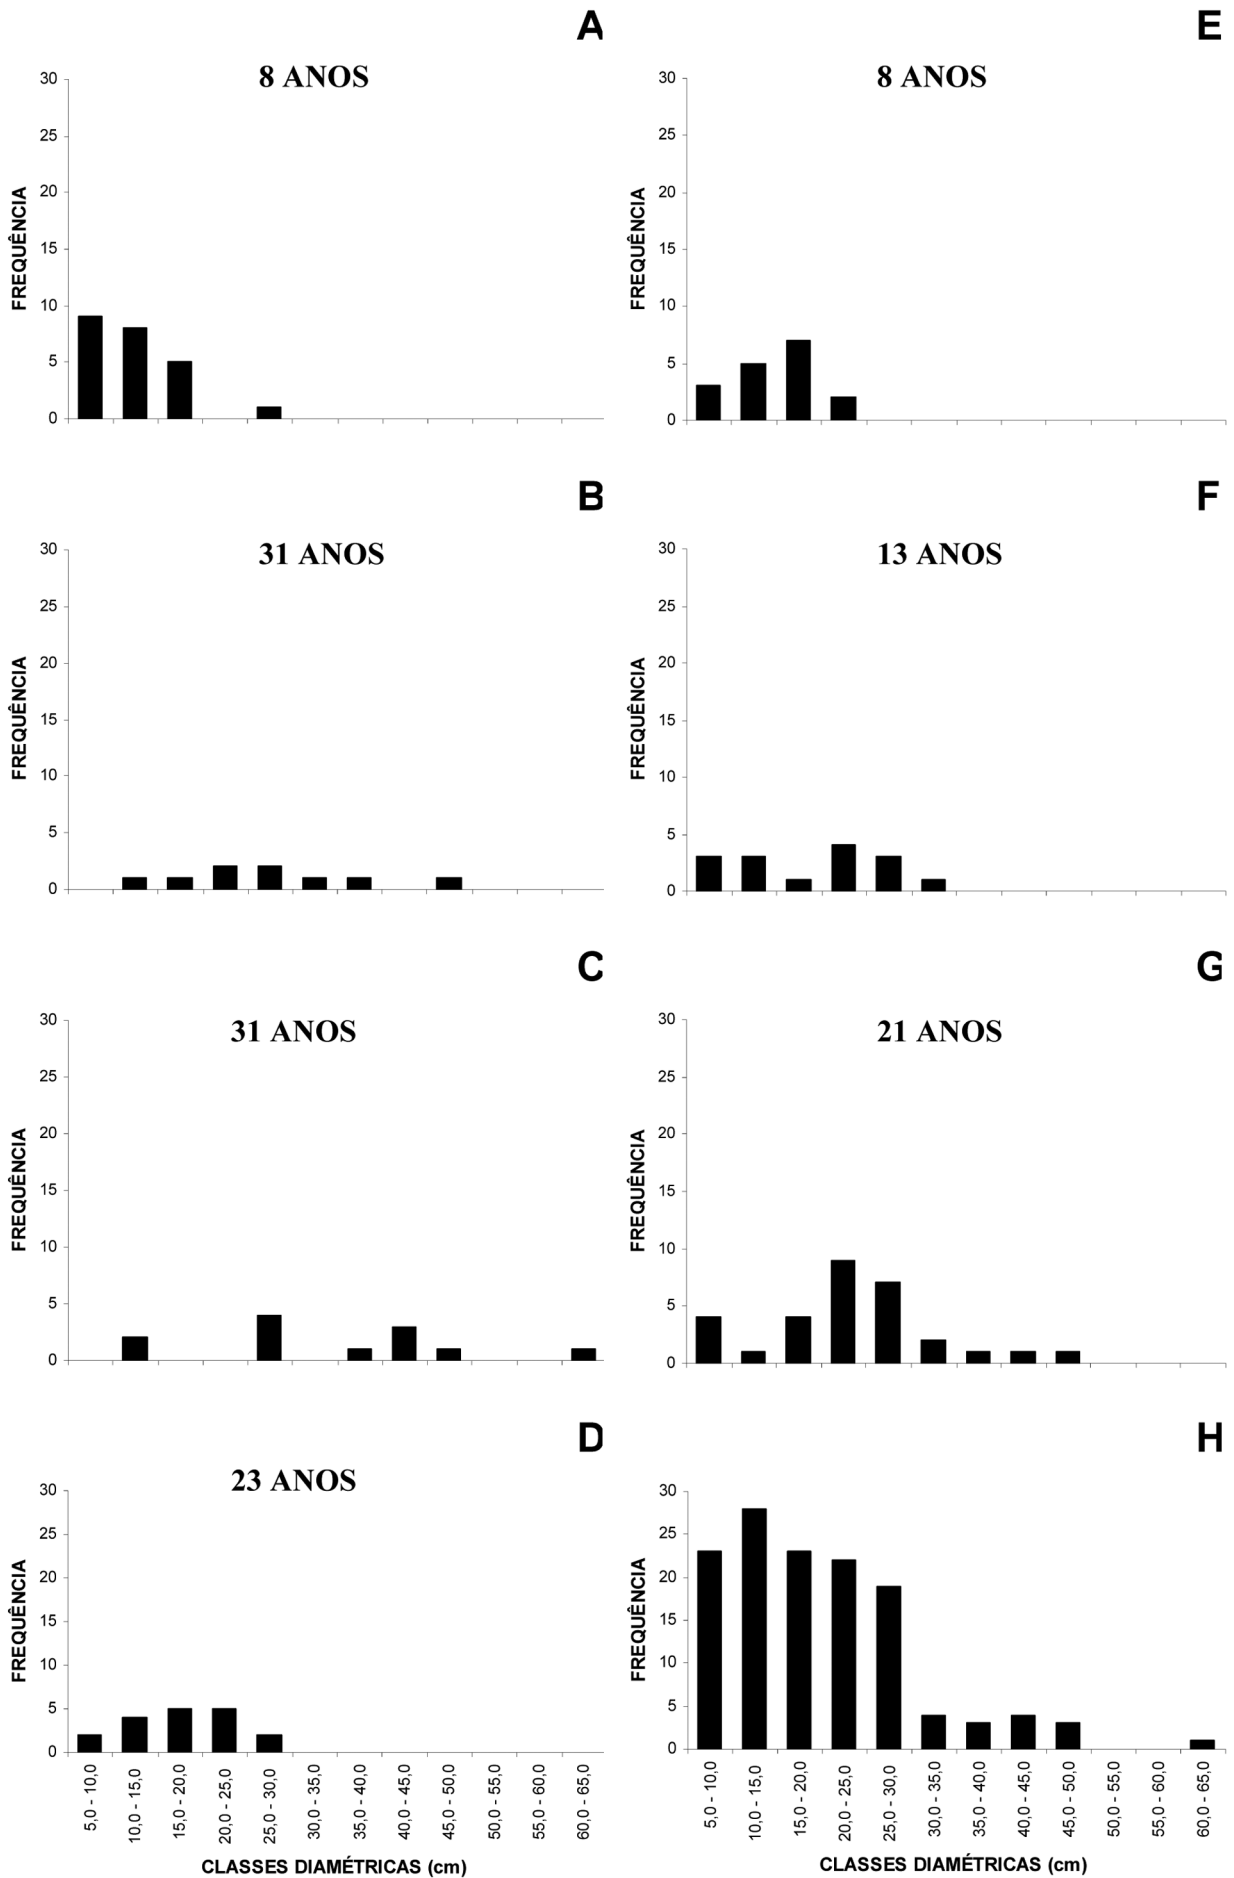 A
8 ANOS
FREQUÊNCIA
30
25
20
15
10
5
0
E
8 ANOS
FREQUÊNCIA
30
25
20
15
10
5
0
B
31 ANOS
FREQUÊNCIA
30
25
20
15
10
5
0
F
13 ANOS
FREQUÊNCIA
30
25
20
15
10
5
0
C
31 ANOS
FREQUÊNCIA
30
25
20
15
10
5
0
G
21 ANOS
FREQUÊNCIA
30
25
20
15
10
5
0
D
23 ANOS
FREQUÊNCIA
30
25
20
15
10
5
0
5,0 - 10,0
10,0 - 15,0
15,0 - 20,0
20,0 - 25,0
25,0 - 30,0
30,0 - 35,0
35,0 - 40,0
40,0 - 45,0
45,0 - 50,0
50,0 - 55,0
55,0 - 60,0
60,0 - 65,0
CLASSES DIAMÉTRICAS (cm)
H
FREQUÊNCIA
30
25
20
15
10
5
0
5,0 - 10,0
10,0 - 15,0
15,0 - 20,0
20,0 - 25,0
25,0 - 30,0
30,0 - 35,0
35,0 - 40,0
40,0 - 45,0
45,0 - 50,0
50,0 - 55,0
55,0 - 60,0
60,0 - 65,0
CLASSES DIAMÉTRICAS (cm)